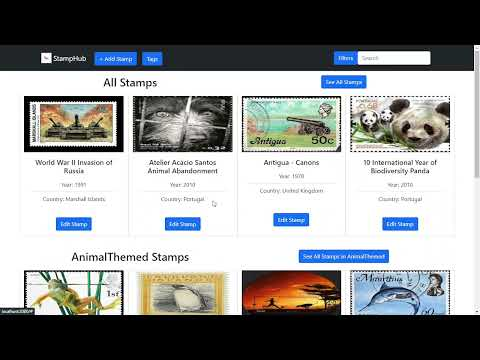 StampHub
+ Add Stamp
Tags
Filters
Search
All Stamps
See All Stamps
MARSHALL ISLANDS
Antigua
50c
PORTUGAL
World War II Invasion of Russia
Year: 1991
Country: Marshall Islands
Edit Stamp
Atelier Acacio Santos Animal Abandonment
Year: 2010
Country: Portugal
Edit Stamp
Antigua - Canons
Year: 1970
Country: United Kingdom
Edit Stamp
10 International Year of Biodiversity Panda
Year: 2010
Country: Portugal
Edit Stamp
AnimalThemed Stamps
See All Stamps in AnimalThemed
1st
Mauritius